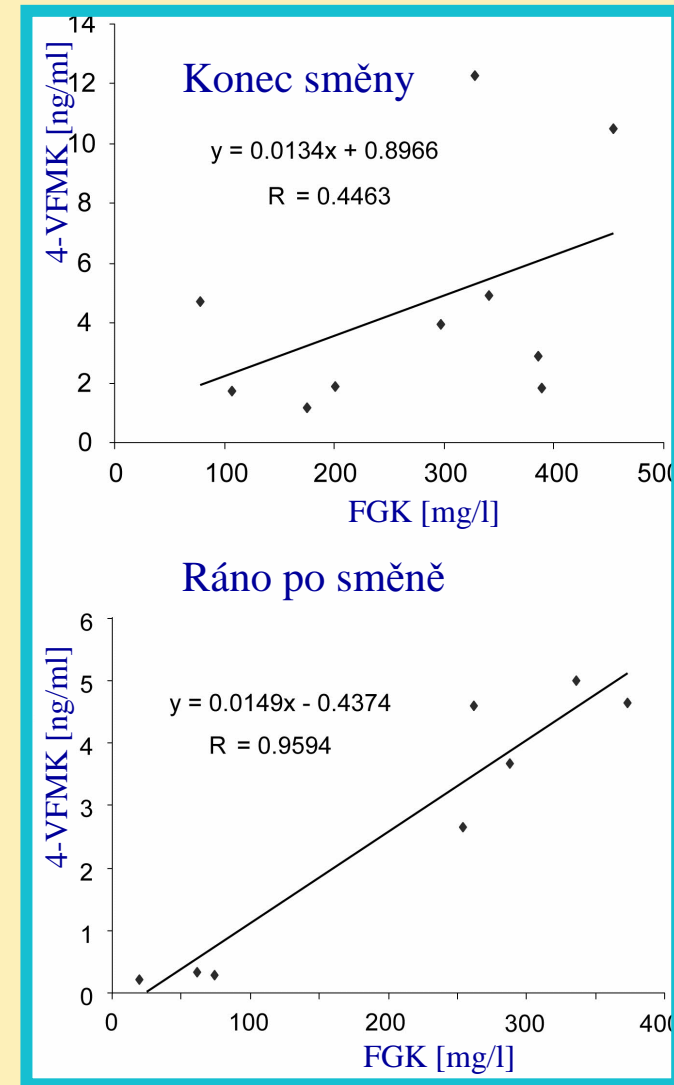 14
12
10
8
6
4
2
0
4-VFMK [ng/ml]
Konec směny
y = 0.0134x + 0.8966
R = 0.4463
0 100 200 300 400 500
FGK [mg/l]
Ráno po směně
6
5
4
3
2
1
0
4-VFMK [ng/ml]
y = 0.0149x - 0.4374
R = 0.9594
0 100 200 300 400
FGK [mg/l]